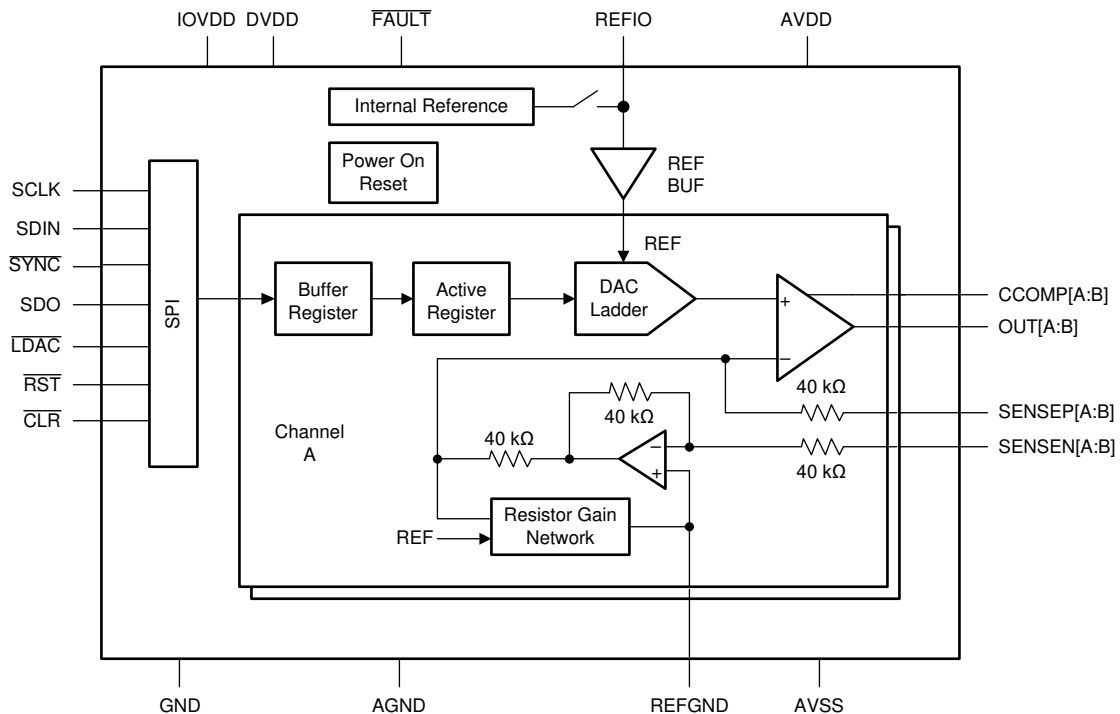 IOVDD DVDD FAULT REFIO AVDD
Internal Reference
Power On
Reset
REF
BUF
SCLK
SDIN
SYNC
SDO
LDAC
RST
CLR
SPI
REF
Buffer
Register
Active
Register
DAC
Ladder
+
−
CCOMP[A:B]
OUT[A:B]
SENSEP[A:B]
SENSEN[A:B]
40 kΩ
40 kΩ
40 kΩ
40 kΩ
−
+
Channel
A
Resistor Gain
Network
REF
GND AGND REFGND AVSS